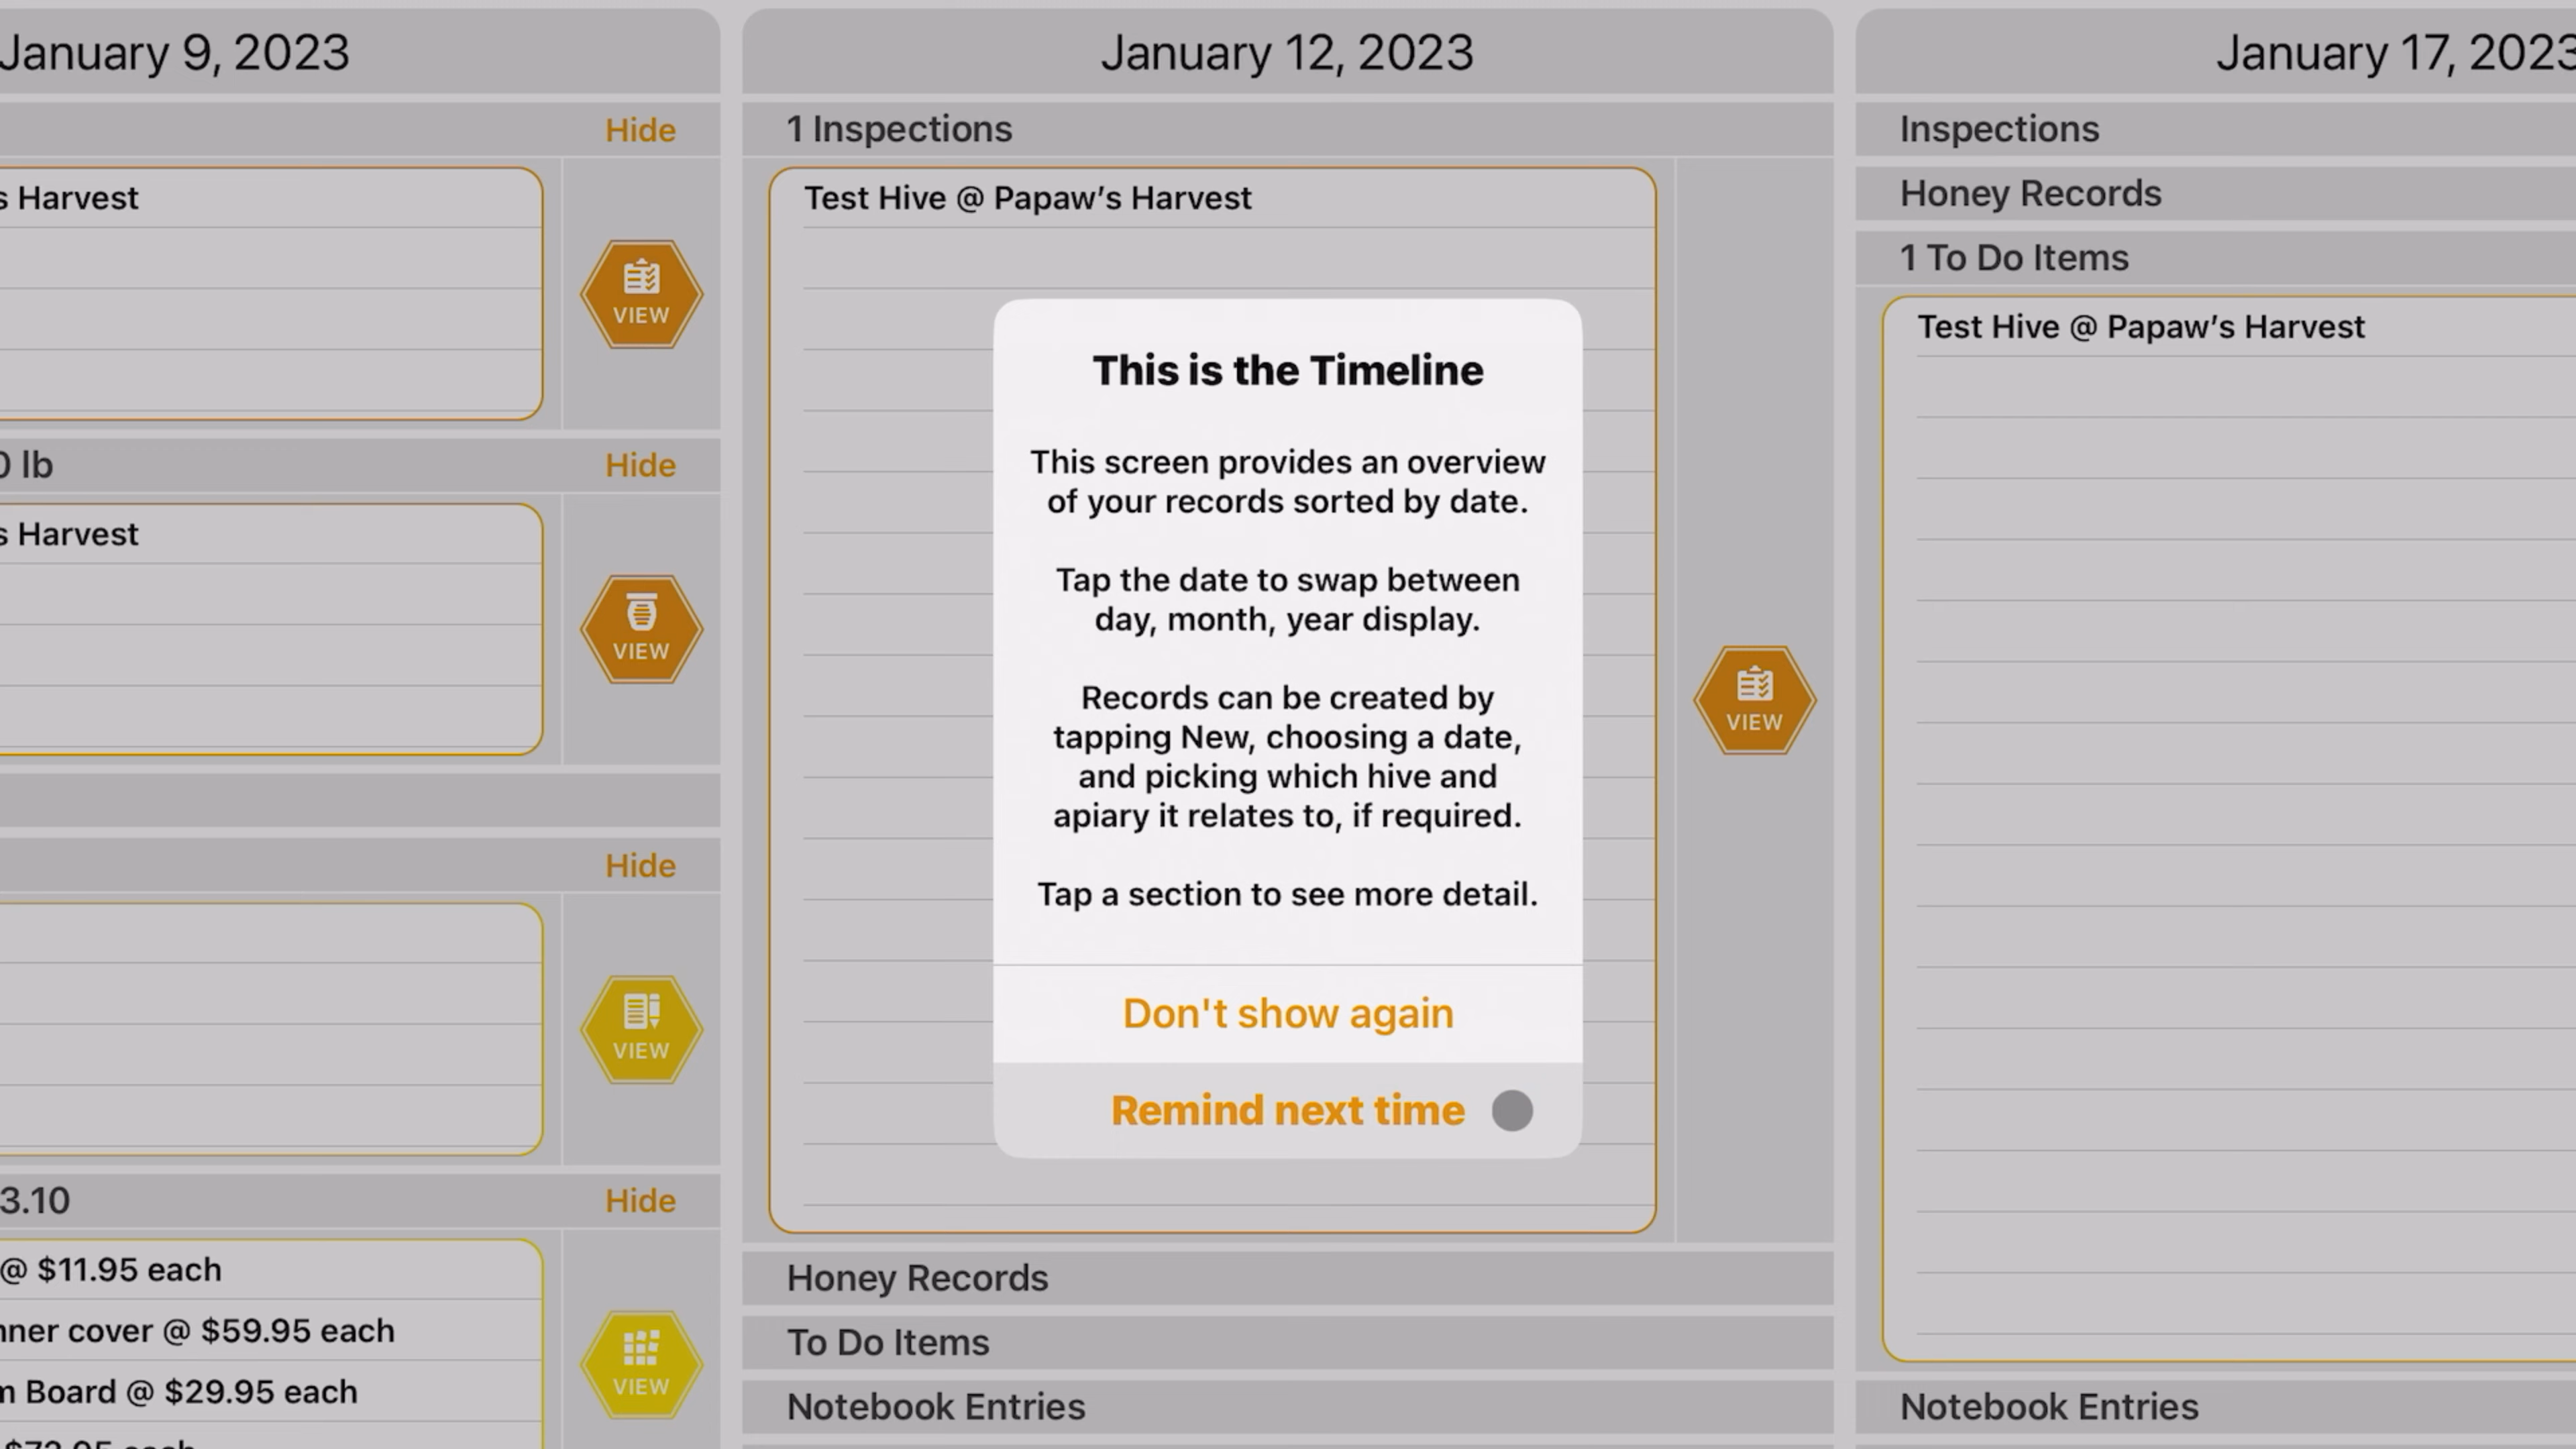 January 9, 2023
Hide
s Harvest
VIEW
0 lb
Hide
s Harvest
VIEW
Hide
VIEW
3.10
Hide
@ $11.95 each
nner cover @ $59.95 each
m Board @ $29.95 each
VIEW
January 12, 2023
1 Inspections
Test Hive @ Papaw’s Harvest
VIEW
Honey Records
To Do Items
Notebook Entries
This is the Timeline
This screen provides an overview
of your records sorted by date.
Tap the date to swap between
day, month, year display.
Records can be created by
tapping New, choosing a date,
and picking which hive and
apiary it relates to, if required.
Tap a section to see more detail.
Don't show again
Remind next time
January 17, 2023
Inspections
Honey Records
1 To Do Items
Test Hive @ Papaw’s Harvest
Notebook Entries